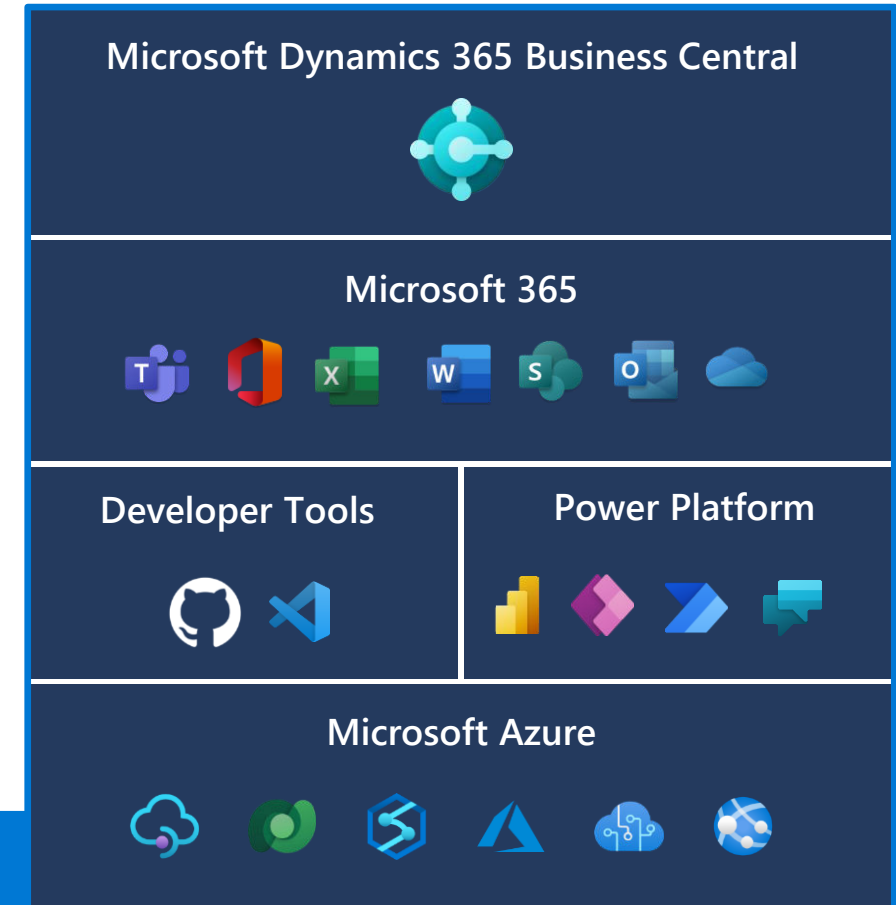 Microsoft Dynamics 365 Business Central
Microsoft 365
T
X
W
S
O
Developer Tools
Power Platform
Microsoft Azure